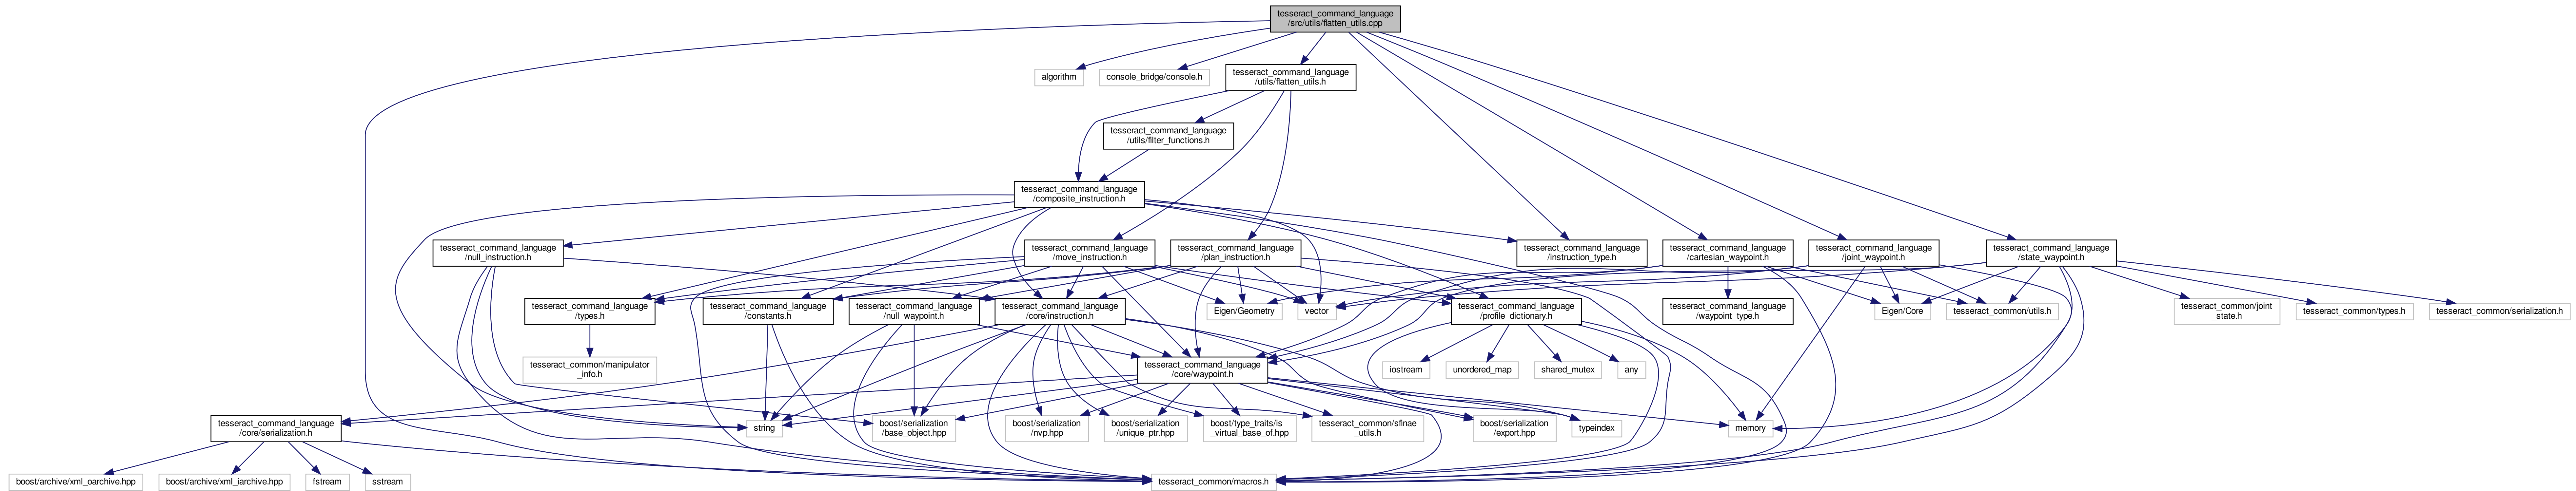 tesseract_command_language
/src/utils/flatten_utils.cpp
algorithm
console_bridge/console.h
tesseract_command_language
/utils/flatten_utils.h
tesseract_command_language
/utils/filter_functions.h
tesseract_command_language
/composite_instruction.h
tesseract_command_language
/null_instruction.h
tesseract_command_language
/move_instruction.h
tesseract_command_language
/plan_instruction.h
tesseract_command_language
/instruction_type.h
tesseract_command_language
/cartesian_waypoint.h
tesseract_command_language
/joint_waypoint.h
tesseract_command_language
/state_waypoint.h
tesseract_command_language
/types.h
tesseract_command_language
/constants.h
tesseract_command_language
/null_waypoint.h
tesseract_command_language
/core/instruction.h
Eigen/Geometry
vector
tesseract_command_language
/profile_dictionary.h
tesseract_command_language
/waypoint_type.h
Eigen/Core
tesseract_common/utils.h
tesseract_common/joint
_state.h
tesseract_common/types.h
tesseract_common/serialization.h
tesseract_common/manipulator
_info.h
tesseract_command_language
/core/waypoint.h
iostream
unordered_map
shared_mutex
any
tesseract_command_language
/core/serialization.h
string
boost/serialization
/base_object.hpp
boost/serialization
/nvp.hpp
boost/serialization
/unique_ptr.hpp
boost/type_traits/is
_virtual_base_of.hpp
tesseract_common/sfinae
_utils.h
boost/serialization
/export.hpp
typeindex
memory
boost/archive/xml_oarchive.hpp
boost/archive/xml_iarchive.hpp
fstream
sstream
tesseract_common/macros.h